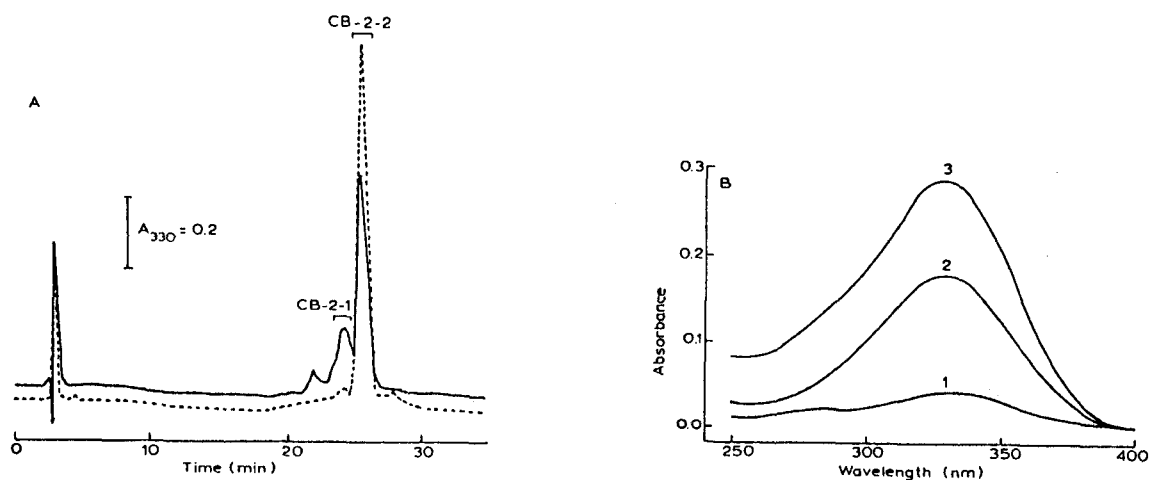 CB-2-2
A
A330 = 0.2
CB-2-1
0 10 20 30
Time (min)
B
0.3
0.2
0.1
0.0
3
2
1
Absorbance
250 300 350 400
Wavelength (nm)